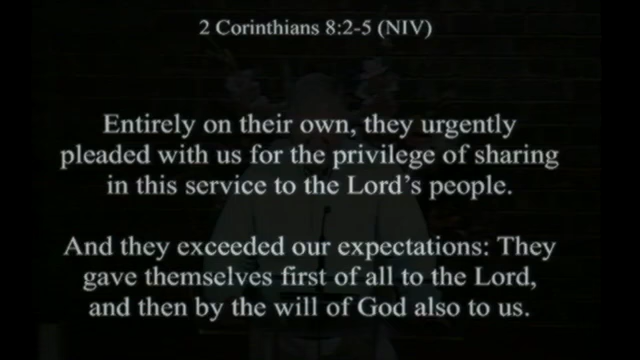 2 Corinthians 8:2-5 (NIV)
Entirely on their own, they urgently
pleaded with us for the privilege of sharing
in this service to the Lord's people.
And they exceeded our expectations: They
gave themselves first of all to the Lord,
and then by the will of God also to us.